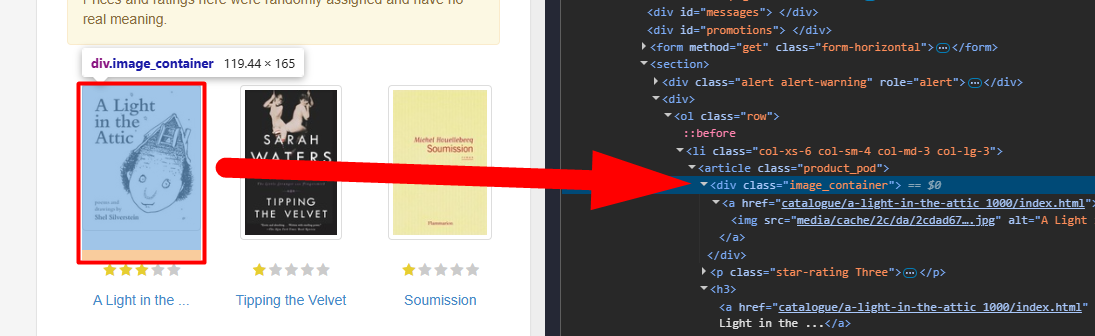 Prices and ratings here were randomly assigned and have no
real meaning.
div.image_container 119.44 × 165
A Light
in the
Attic
poems and
drawings by
Shel Silverstein
SARAH
WATERS
TIPPING
THE VELVET
Michel Houellebecq
Soumission
Flammarion
A Light in the ...
Tipping the Velvet
Soumission
<div id="messages"> </div>
<div id="promotions"> </div>
<form method="get" class="form-horizontal"> ⋯ </form>
<section>
<div class="alert alert-warning" role="alert"> ⋯ </div>
<div>
<ol class="row">
::before
<li class="col-xs-6 col-sm-4 col-md-3 col-lg-3">
<article class="product_pod">
<div class="image_container"> == $0
<a href="catalogue/a-light-in-the-attic_1000/index.html">
<img src="media/cache/2c/da/2cdad67….jpg" alt="A Light
</a>
</div>
<p class="star-rating Three"> ⋯ </p>
<h3>
<a href="catalogue/a-light-in-the-attic_1000/index.html"
Light in the ...</a>